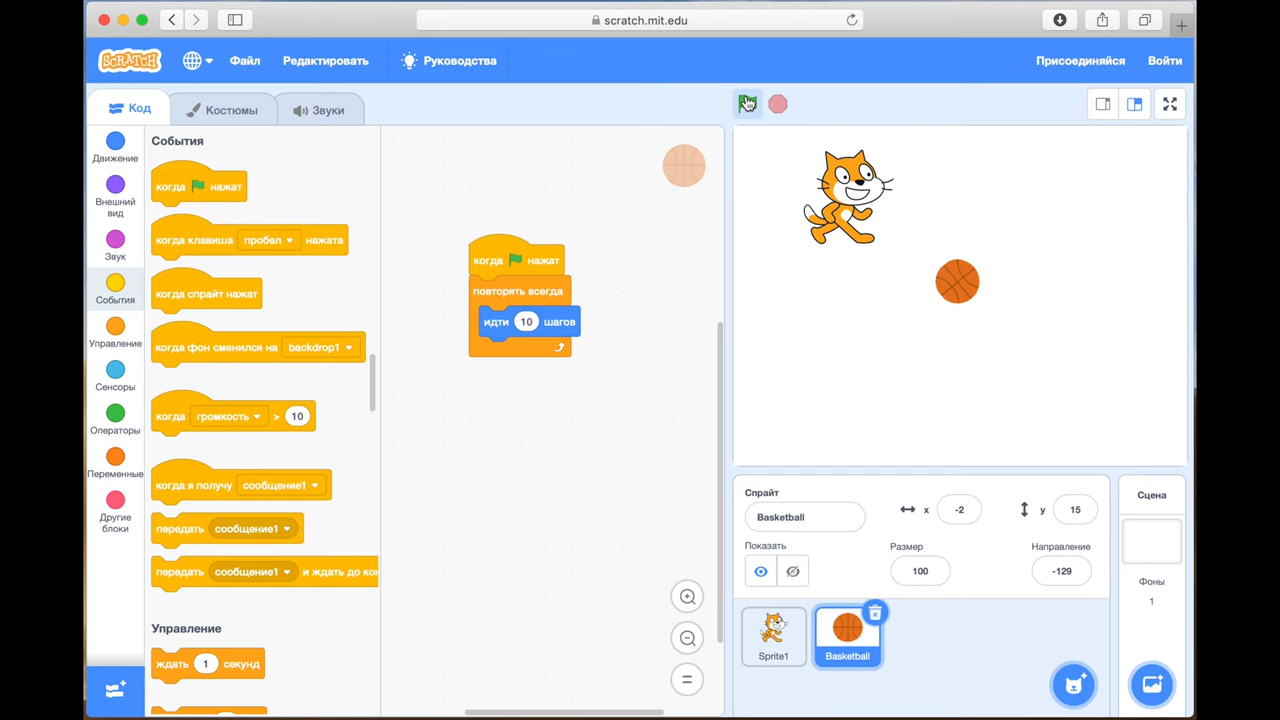 scratch.mit.edu
SCRATCH
Файл
Редактировать
Руководства
Присоединяйся
Войти
Код
Костюмы
Звуки
Движение
Внешний
вид
Звук
События
Управление
Сенсоры
Операторы
Переменные
Другие
блоки
События
когда нажат
когда клавиша пробел нажата
когда спрайт нажат
когда фон сменился на backdrop1
когда громкость > 10
когда я получу сообщение1
передать сообщение1
передать сообщение1 и ждать до
Управление
ждать 1 секунд
когда нажат
повторять всегда
идти 10 шагов
Спрайт
Basketball
x -2
y 15
Показать
Размер
100
Направление
-129
Sprite1
Basketball
Сцена
Фоны
1